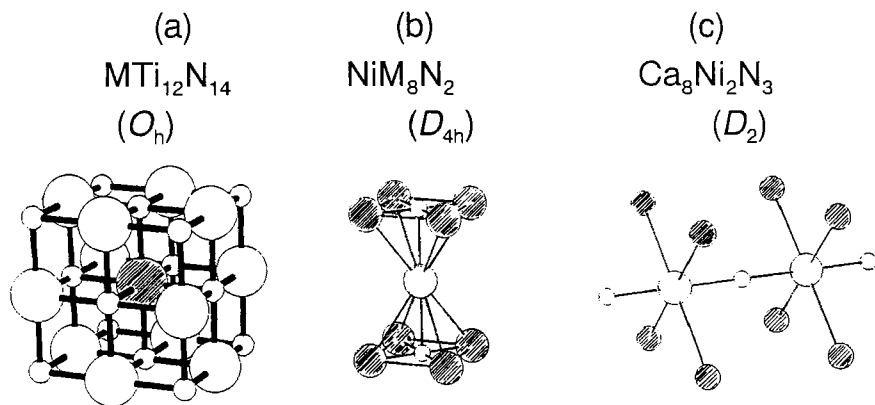 (a) (b) (c)
MTi₁₂N₁₄ NiM₈N₂ Ca₈Ni₂N₃
(Oₕ) (D₄ₕ) (D₂)